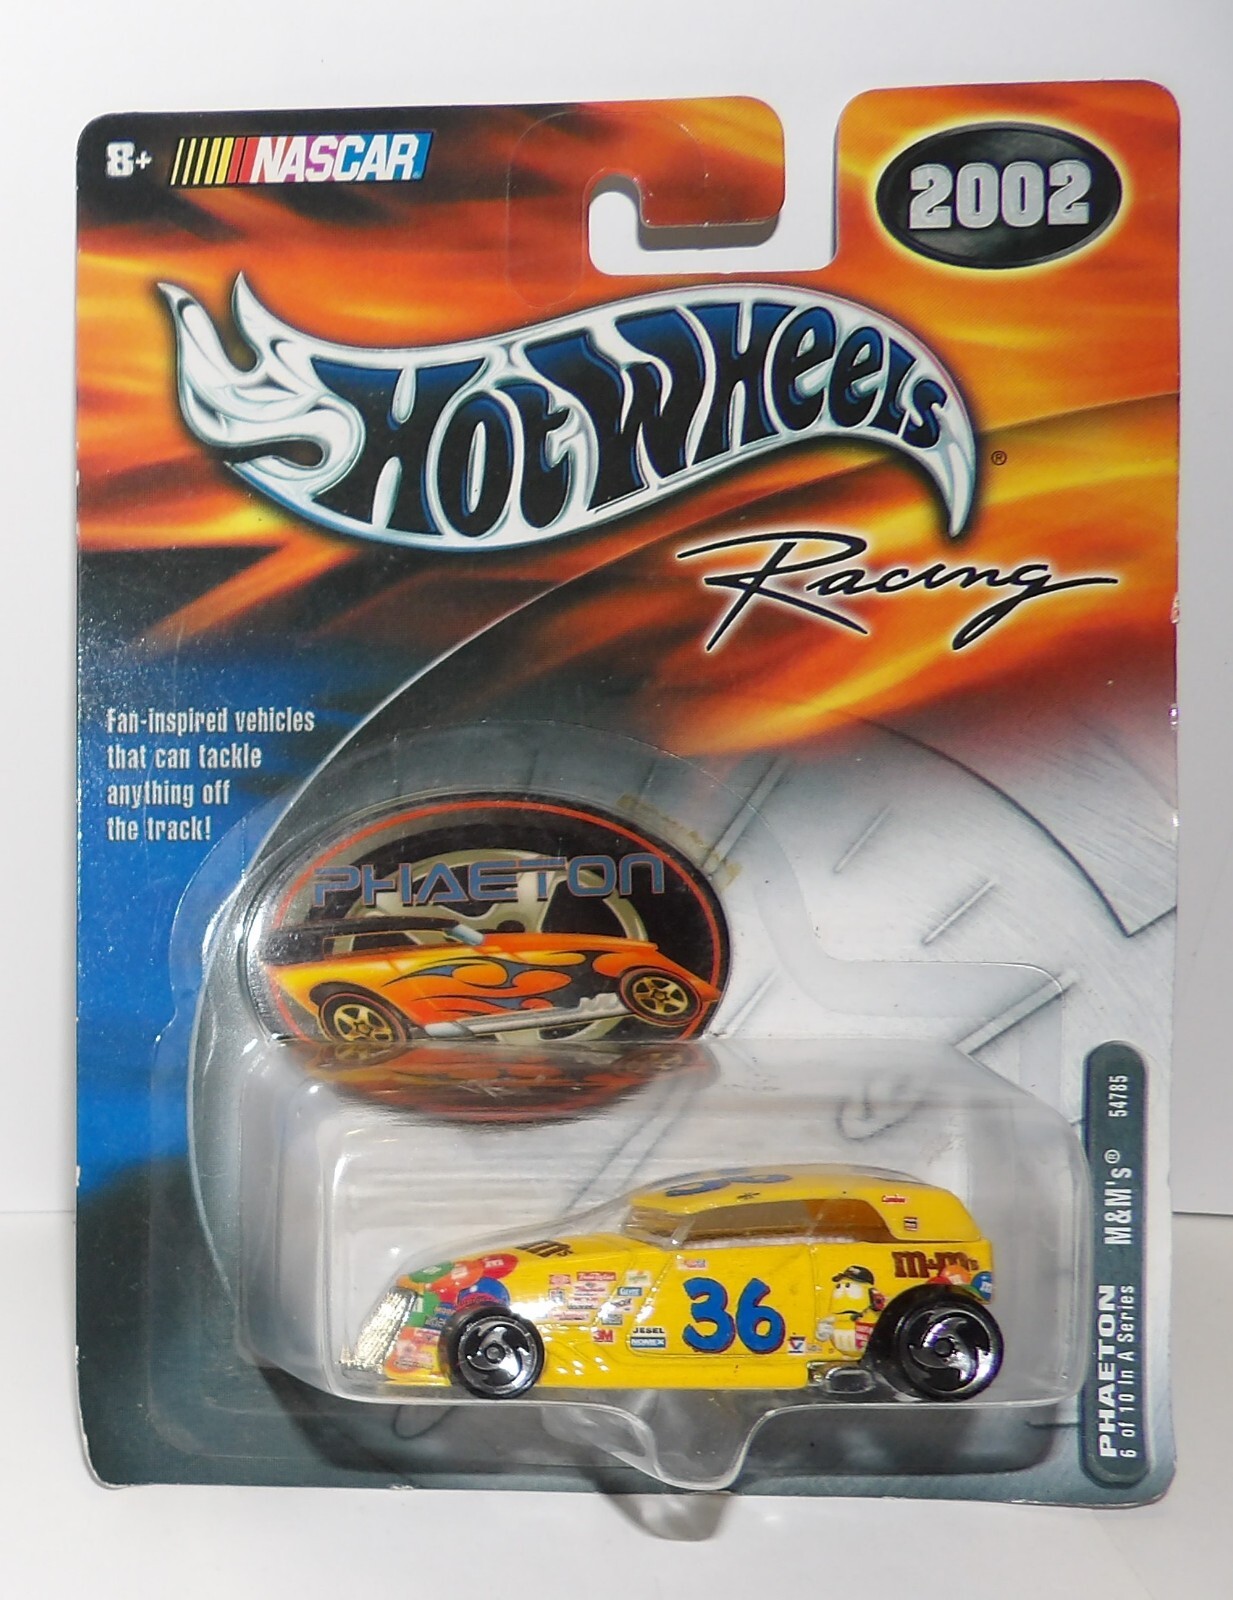 8+
NASCAR
2002
Hot Wheels
®
Racing
Fan-inspired vehicles
that can tackle
anything off
the track!
PHAETON
PHAETON M&M's® 54785
6 of 10 In A Series
36
m&m's
3M
JESEL